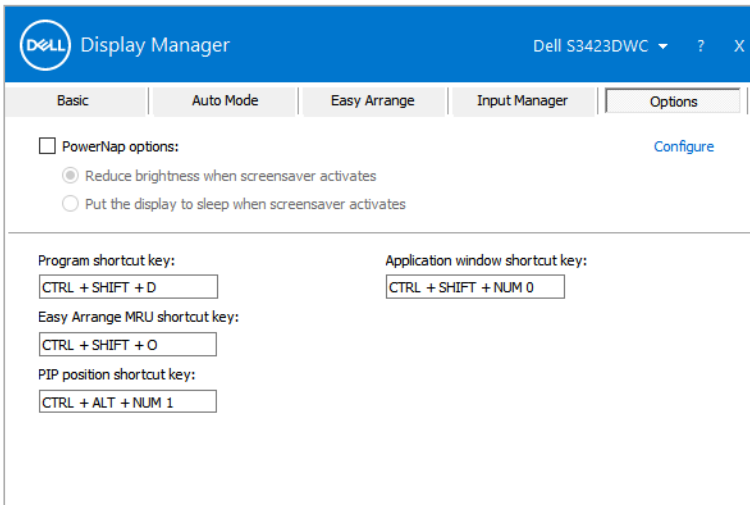 DELL Display Manager Dell S3423DWC ? X
Basic Auto Mode Easy Arrange Input Manager Options
PowerNap options: Configure
Reduce brightness when screensaver activates
Put the display to sleep when screensaver activates
Program shortcut key: Application window shortcut key:
CTRL + SHIFT + D CTRL + SHIFT + NUM 0
Easy Arrange MRU shortcut key:
CTRL + SHIFT + O
PIP position shortcut key:
CTRL + ALT + NUM 1